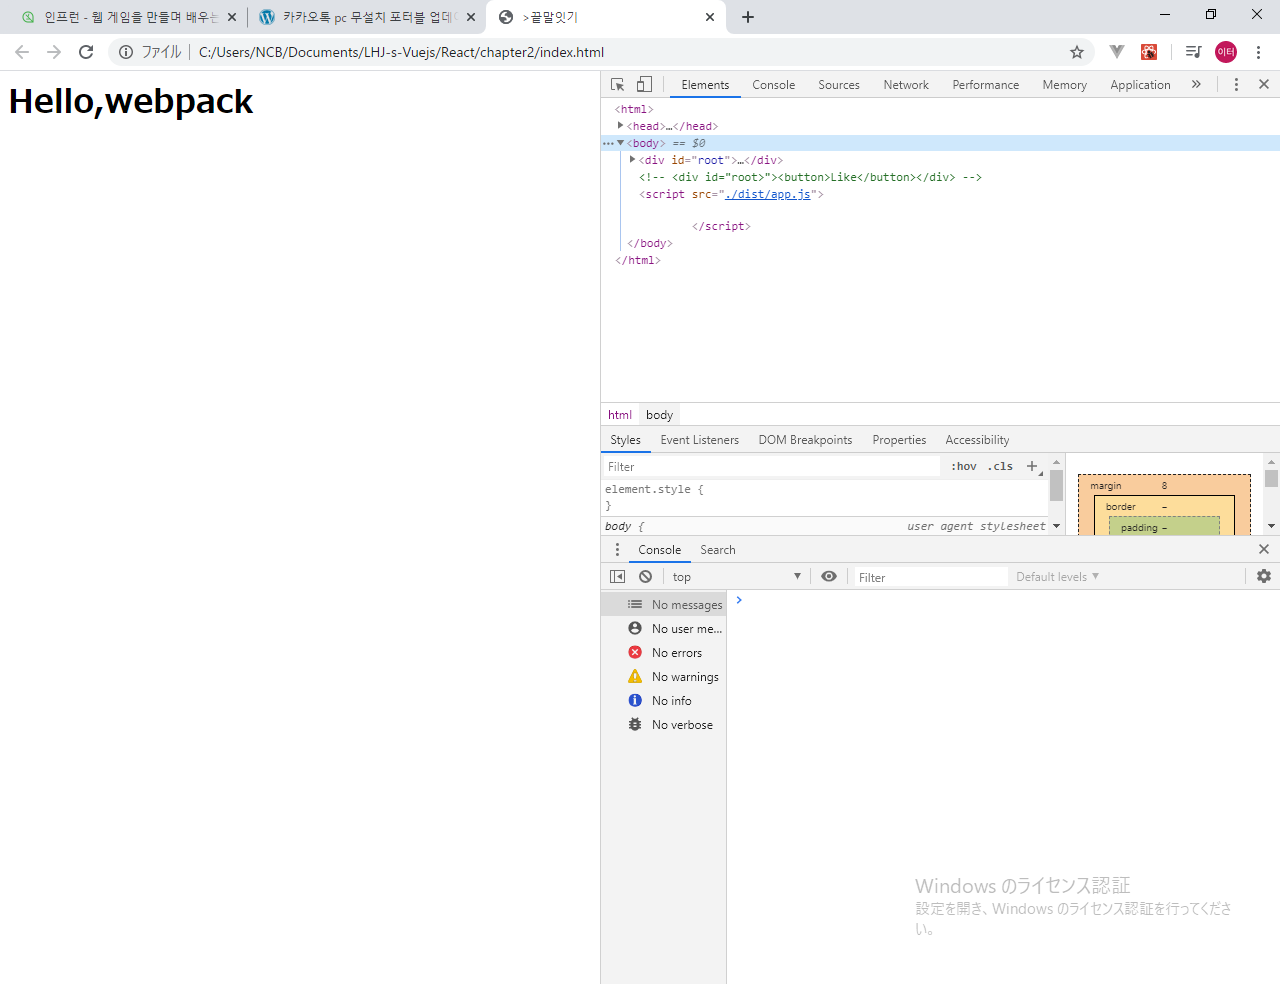 인프런 - 웹 게임을 만들며 배우는
카카오톡 pc 무설치 포터블 업데이
>끝말잇기
ファイル
C:/Users/NCB/Documents/LHJ-s-Vuejs/React/chapter2/index.html
이터
Hello,webpack
Elements Console Sources Network Performance Memory Application »
<html>
<head>…</head>
<body> == $0
<div id="root">…</div>
<!-- <div id="root>"><button>Like</button></div> -->
<script src="./dist/app.js">
</script>
</body>
</html>
html body
Styles Event Listeners DOM Breakpoints Properties Accessibility
Filter :hov .cls +
element.style {
}
body { user agent stylesheet
margin 8
border –
padding –
Console Search
top Filter Default levels
No messages
No user me...
No errors
No warnings
No info
No verbose
Windows のライセンス認証
設定を開き、Windows のライセンス認証を行ってくださ
い。